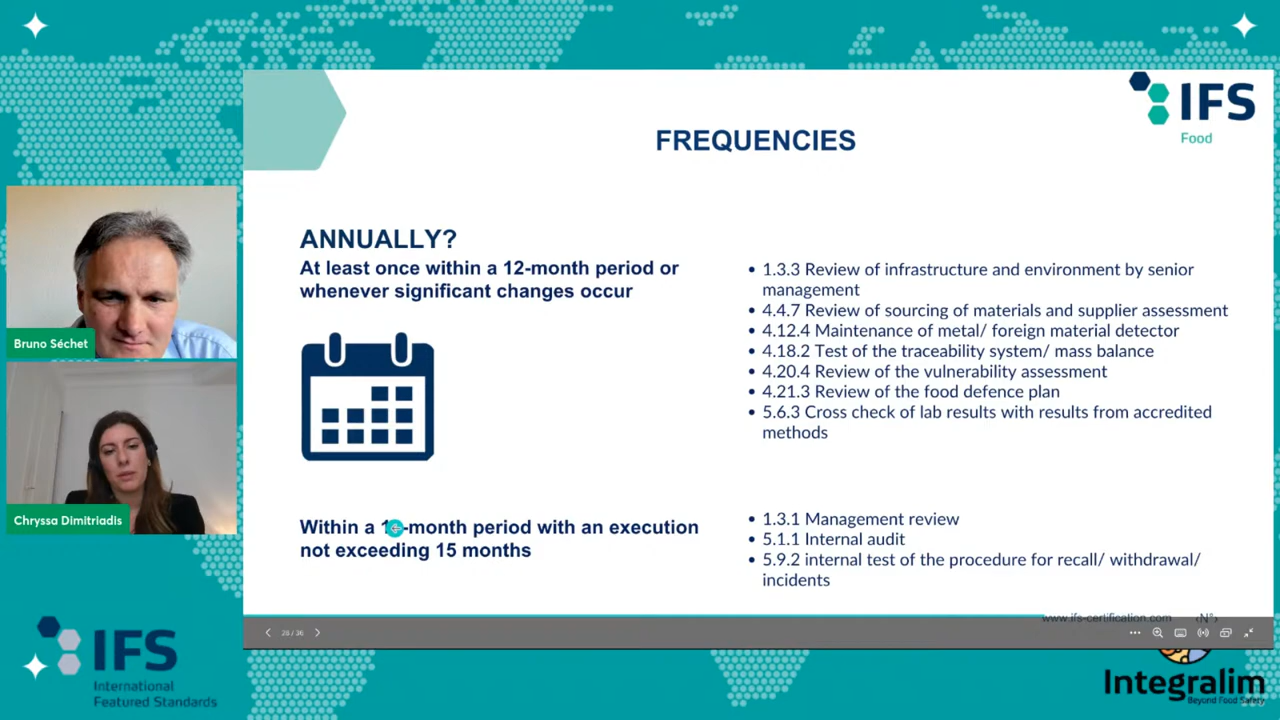 IFS
Food
FREQUENCIES
ANNUALLY?
At least once within a 12-month period or
whenever significant changes occur
• 1.3.3 Review of infrastructure and environment by senior
management
• 4.4.7 Review of sourcing of materials and supplier assessment
• 4.12.4 Maintenance of metal/ foreign material detector
• 4.18.2 Test of the traceability system/ mass balance
• 4.20.4 Review of the vulnerability assessment
• 4.21.3 Review of the food defence plan
• 5.6.3 Cross check of lab results with results from accredited
methods
Within a -month period with an execution
not exceeding 15 months
• 1.3.1 Management review
• 5.1.1 Internal audit
• 5.9.2 internal test of the procedure for recall/ withdrawal/
incidents
Bruno Séchet
Chryssa Dimitriadis
www.ifs-certification.com ‹N°›
IFS
International
Featured Standards
Integralim
Beyond Food Safety